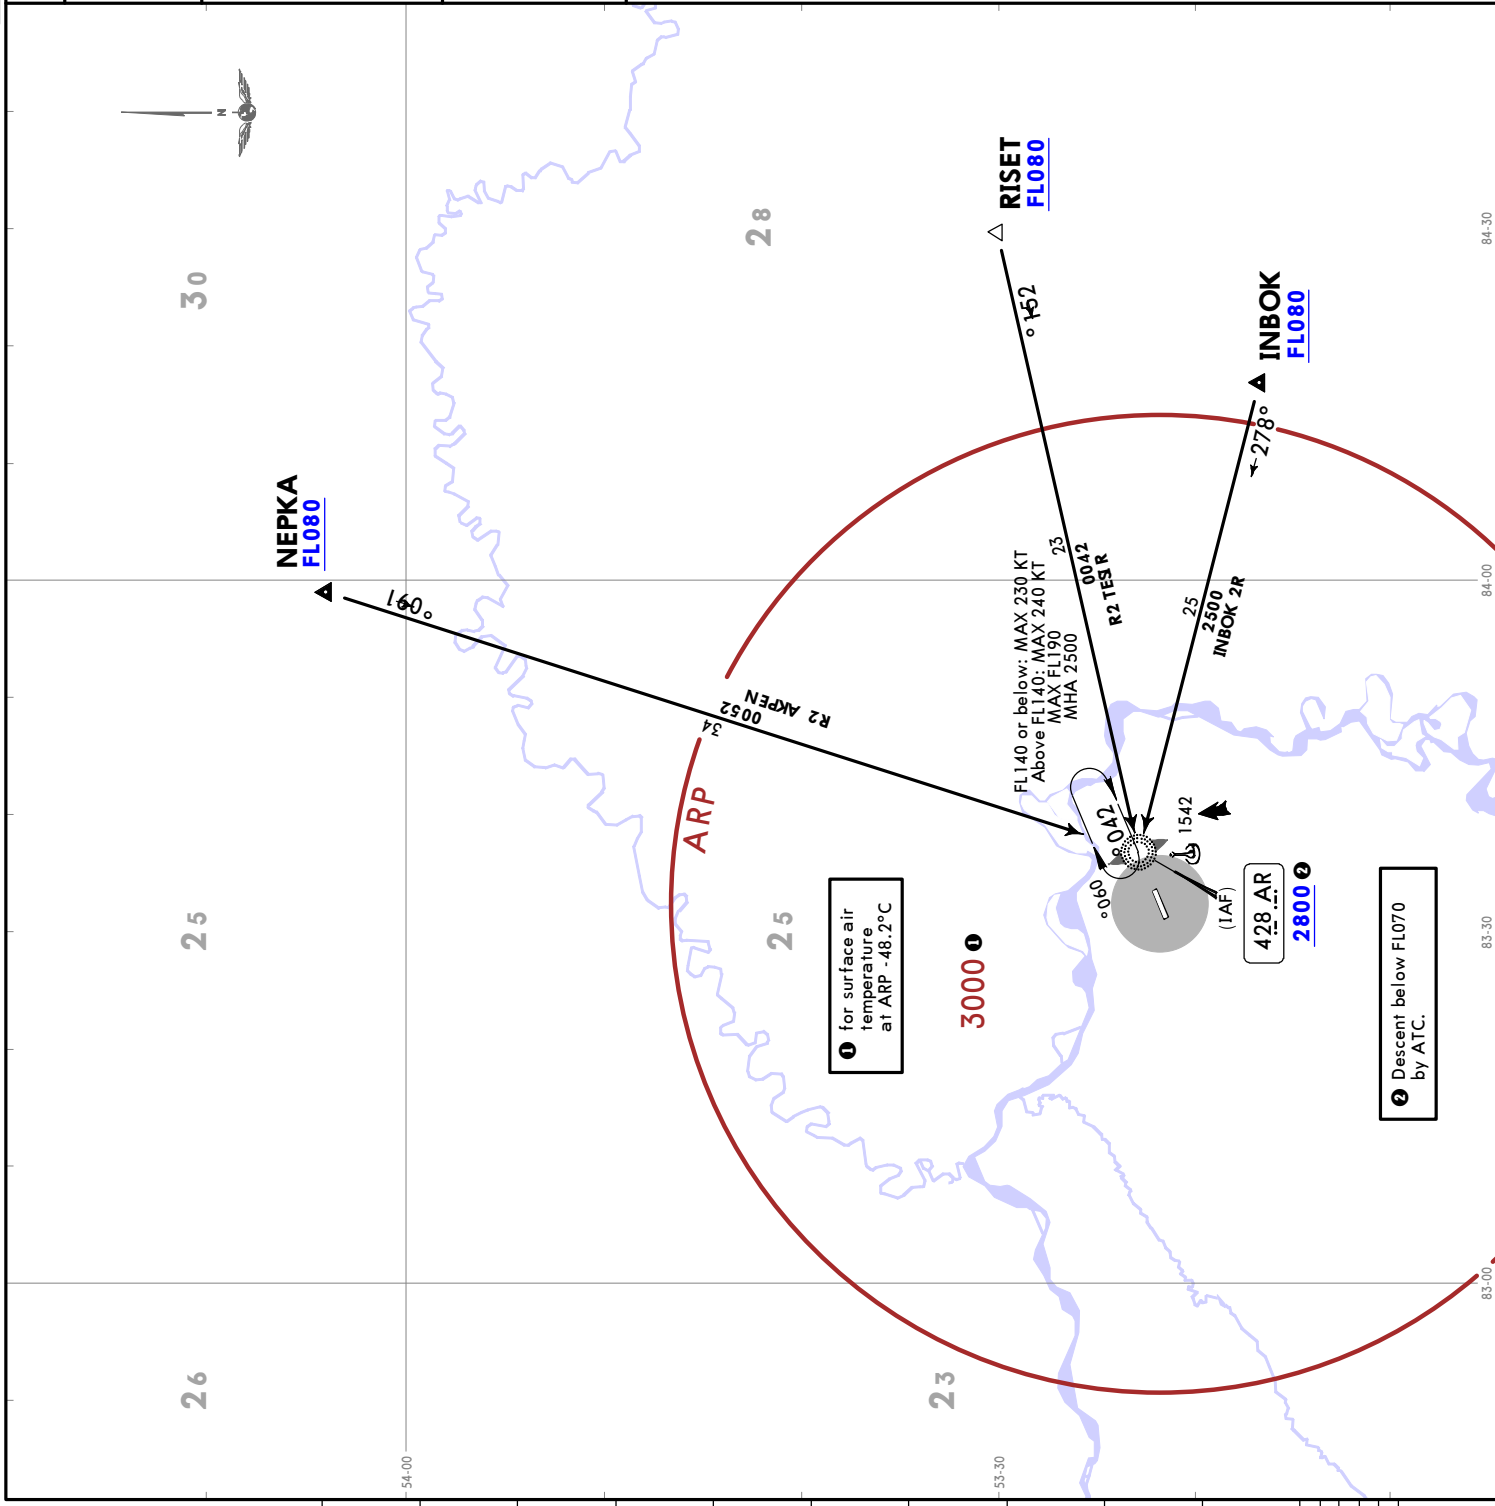 N
30
28
25
25
26
23
NEPKA
FL080
°091
34
0052
R2 AKPEN
RISET
FL080
°152
23
0042
R2 TESIR
INBOK
FL080
278°
25
2500
INBOK 2R
FL140 or below: MAX 230 KT
Above FL140: MAX 240 KT
MAX FL190
MHA 2500
°042
°060
1542
(IAF)
428 AR
2800 ❷
ARP
3000 ❶
❶ for surface air
temperature
at ARP -48.2°C
❷ Descent below FL070
by ATC.
54-00
53-30
83-00
83-30
84-00
84-30